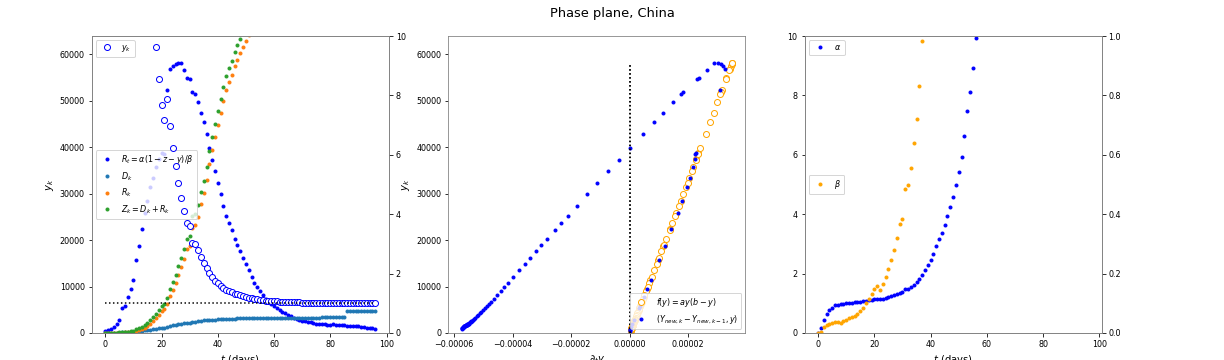 Phase plane, China
y_k
R_t = α(1 − z − y)/β
D_k
R_k
Z_k = D_k + R_k
y_k
60000
50000
40000
30000
20000
10000
0
10
8
6
4
2
0
0 20 40 60 80 100
t (days)
y_k
60000
50000
40000
30000
20000
10000
0
f(y) = ay(b − y)
(Y_{new, k} − Y_{new, k−1}, y)
−0.00006 −0.00004 −0.00002 0.00000 0.00002
α
β
10
8
6
4
2
0
1.0
0.8
0.6
0.4
0.2
0.0
0 20 40 60 80 100
t (days)